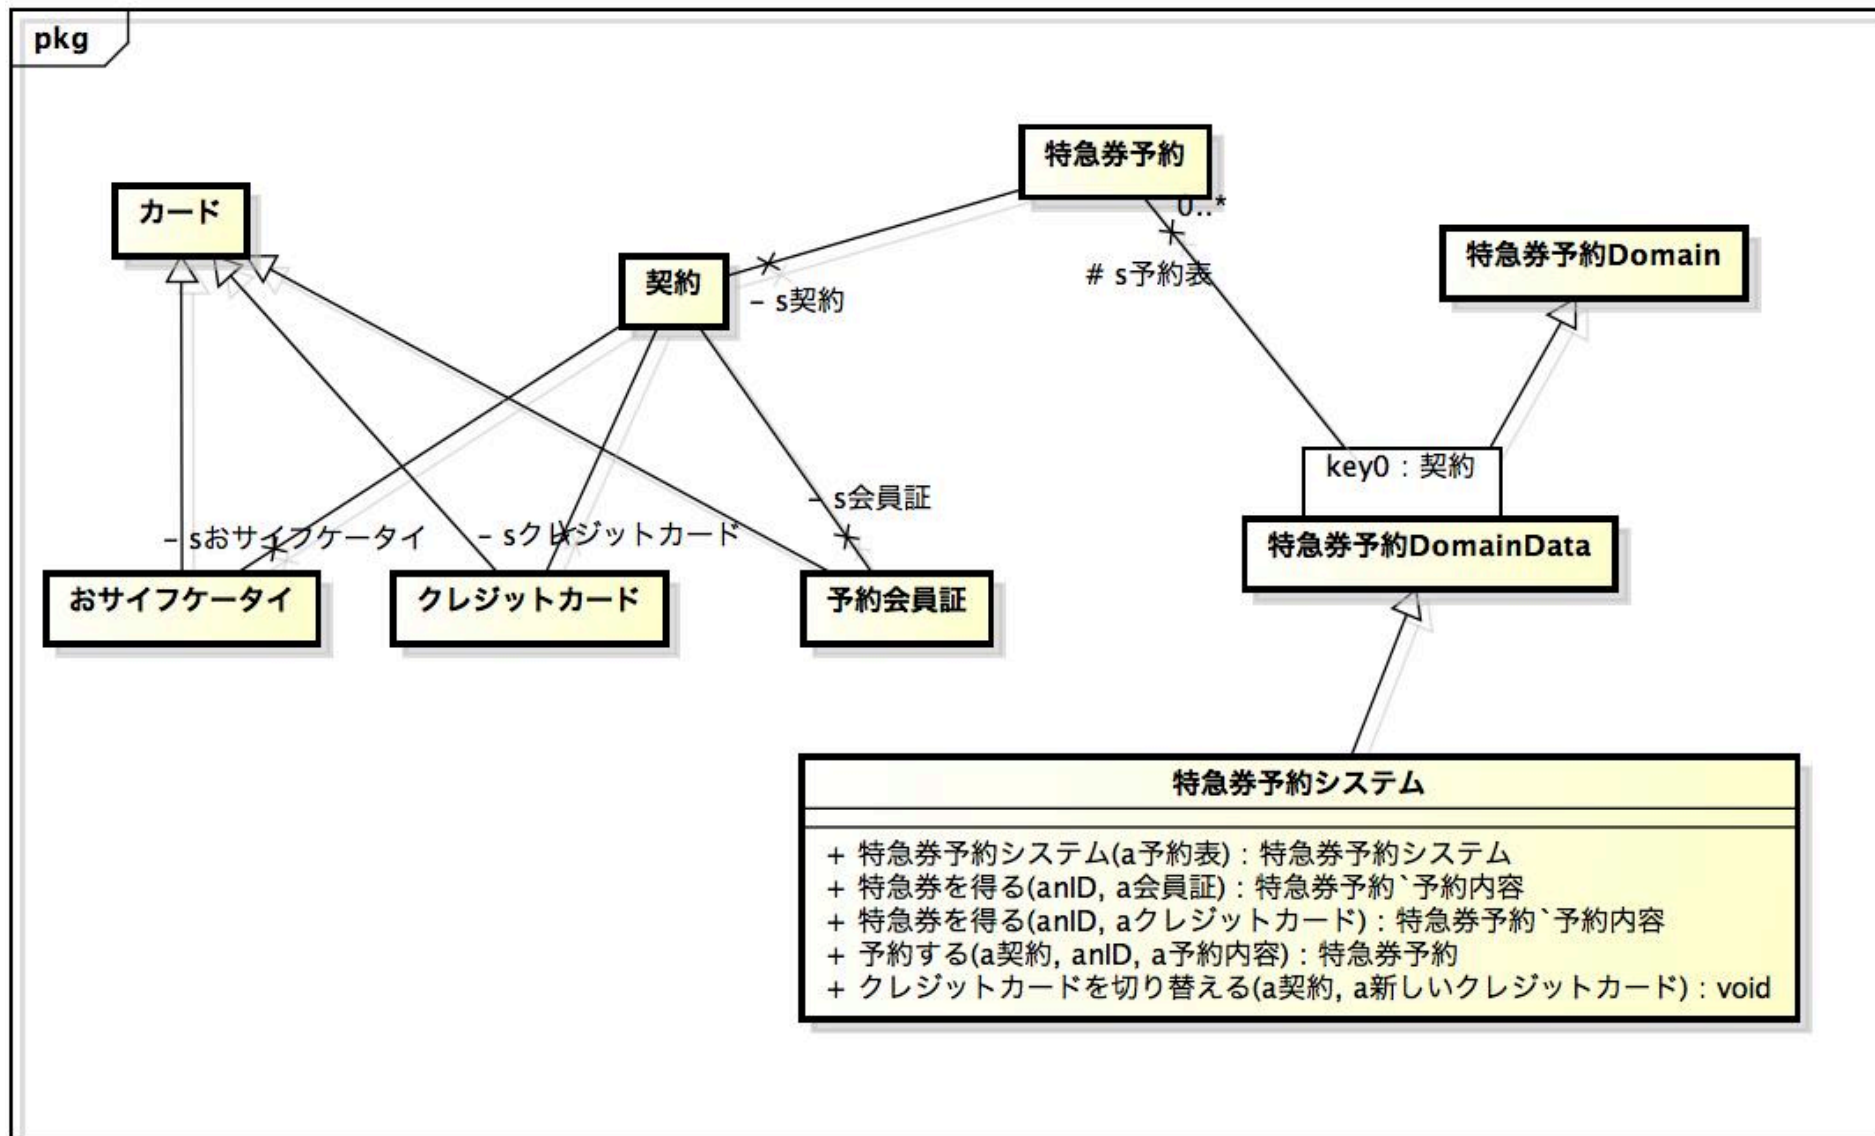 pkg
特急券予約
カード
0..*
特急券予約Domain
契約
# s予約表
- s契約
key0 : 契約
- s会員証
- sおサイフケータイ
- sクレジットカード
特急券予約DomainData
おサイフケータイ
クレジットカード
予約会員証
特急券予約システム
+ 特急券予約システム(a予約表) : 特急券予約システム
+ 特急券を得る(anID, a会員証) : 特急券予約`予約内容
+ 特急券を得る(anID, aクレジットカード) : 特急券予約`予約内容
+ 予約する(a契約, anID, a予約内容) : 特急券予約
+ クレジットカードを切り替える(a契約, a新しいクレジットカード) : void